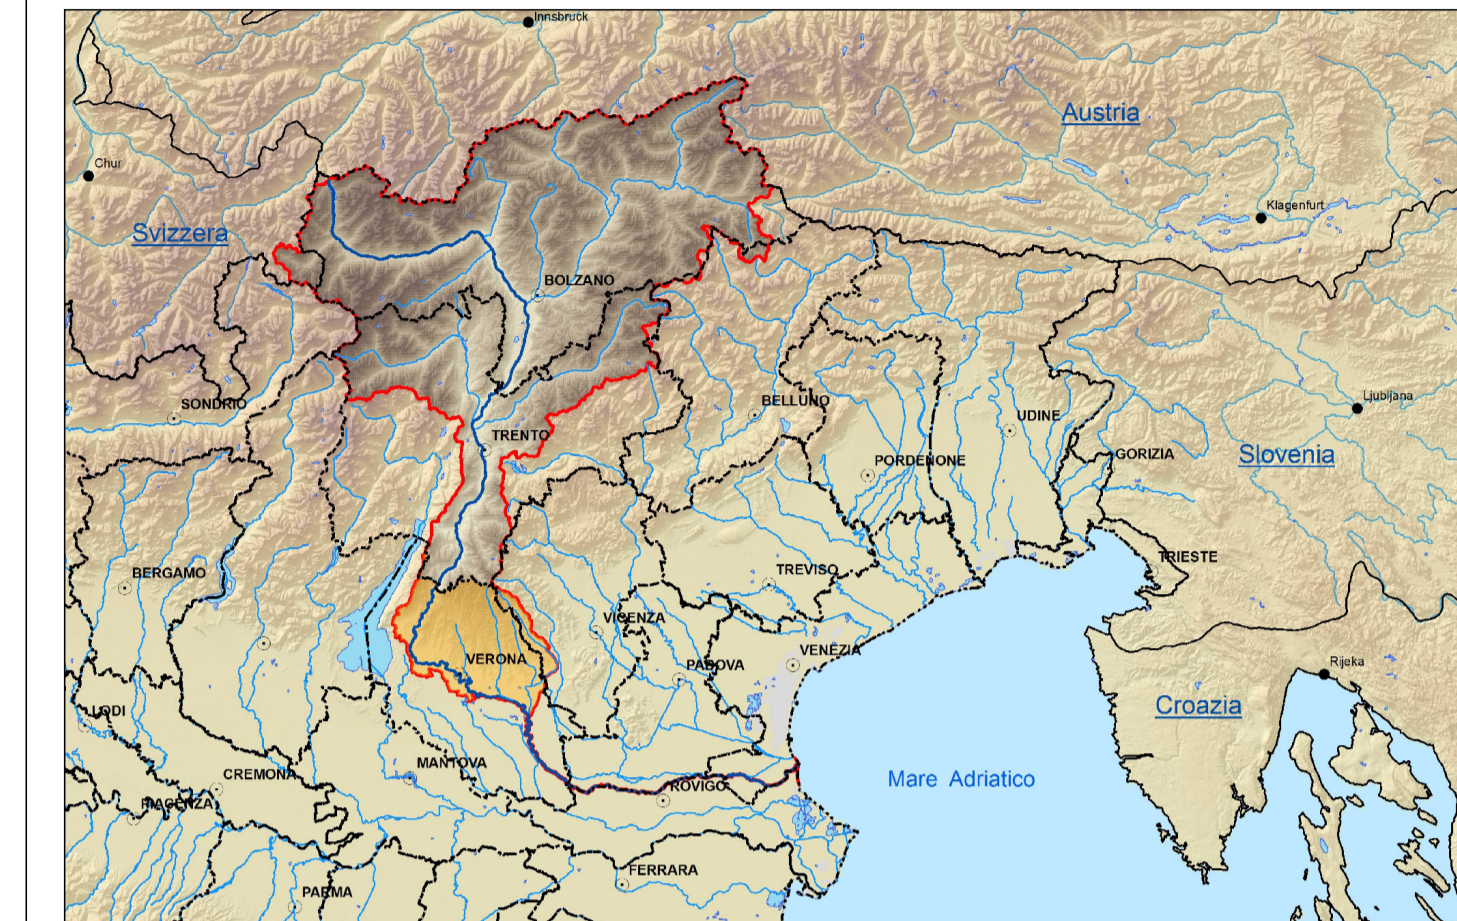 Innsbruck
Austria
Chur
Klagenfurt
Svizzera
BOLZANO
SONDRIO
BELLUNO
Ljubljana
UDINE
TRENTO
GORIZIA
Slovenia
PORDENONE
TRIESTE
BERGAMO
TREVISO
VICENZA
VENEZIA
VERONA
PADOVA
Rijeka
Croazia
LODI
MANTOVA
CREMONA
Mare Adriatico
ROVIGO
PIACENZA
FERRARA
PARMA